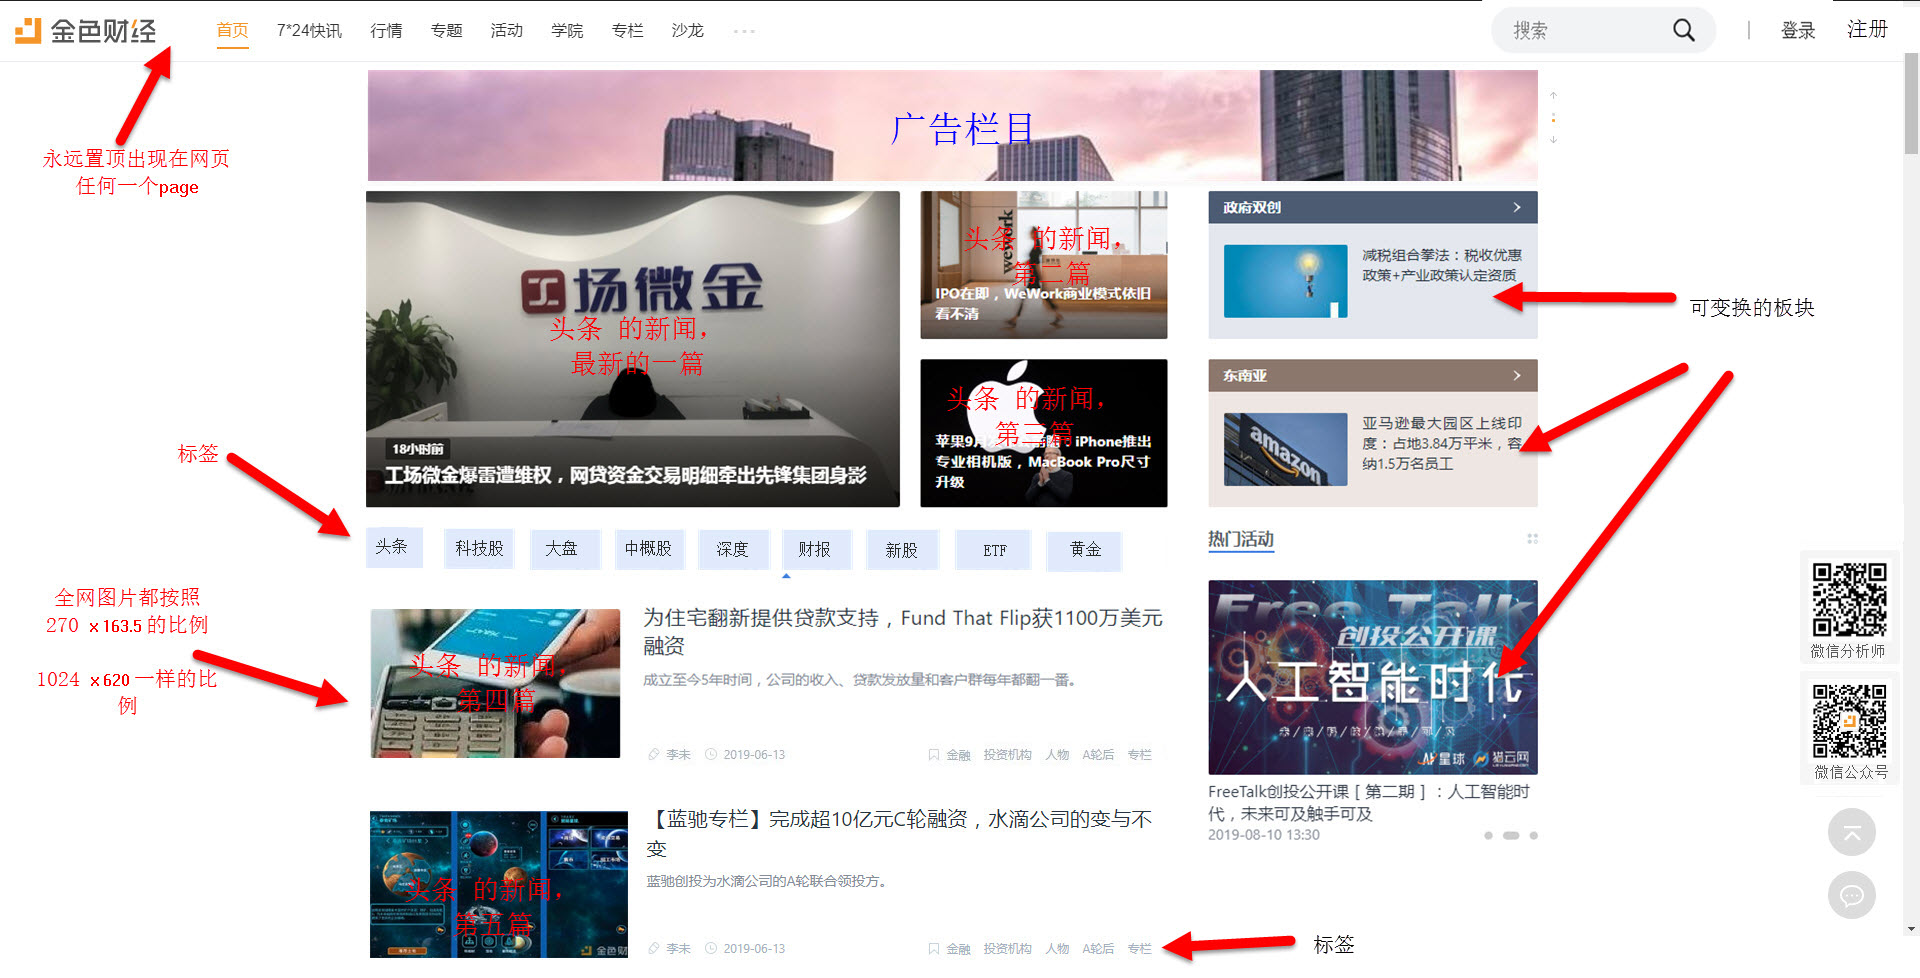 金色财经
首页 7*24快讯 行情 专题 活动 学院 专栏 沙龙 ...
搜索
| 登录 注册
永远置顶出现在网页
任何一个page
广告栏目
工场微金
头条 的新闻，
最新的一篇
18小时前
工场微金爆雷遭维权，网贷资金交易明细牵出先锋集团身影
wework
头条 的新闻，
第二篇
IPO在即，WeWork商业模式依旧
看不清
头条 的新闻，
第三篇
苹果9月
：iPhone推出
专业相机版，MacBook Pro尺寸
升级
政府双创
减税组合拳法：税收优惠
政策+产业政策认定资质
可变换的板块
东南亚
amazon
亚马逊最大园区上线印
度：占地3.84万平米，容
纳1.5万名员工
标签
头条 科技股 大盘 中概股 深度 财报 新股 ETF 黄金
热门活动
全网图片都按照
270 x163.5 的比例
1024 x620 一样的比
例
头条 的新闻，
第四篇
为住宅翻新提供贷款支持，Fund That Flip获1100万美元
融资
成立至今5年时间，公司的收入、贷款发放量和客户群每年都翻一番。
李未 2019-06-13 金融 投资机构 人物 A轮后 专栏
Free Talk
创投公开课
人工智能时代
AI星球 猎云网
FreeTalk创投公开课 [ 第二期 ] ：人工智能时
代，未来可及触手可及
2019-08-10 13:30
微信分析师
微信公众号
头条 的新闻，
第五篇
金色财
【蓝驰专栏】完成超10亿元C轮融资，水滴公司的变与不
变
蓝驰创投为水滴公司的A轮联合领投方。
李未 2019-06-13 金融 投资机构 人物 A轮后 专栏
标签